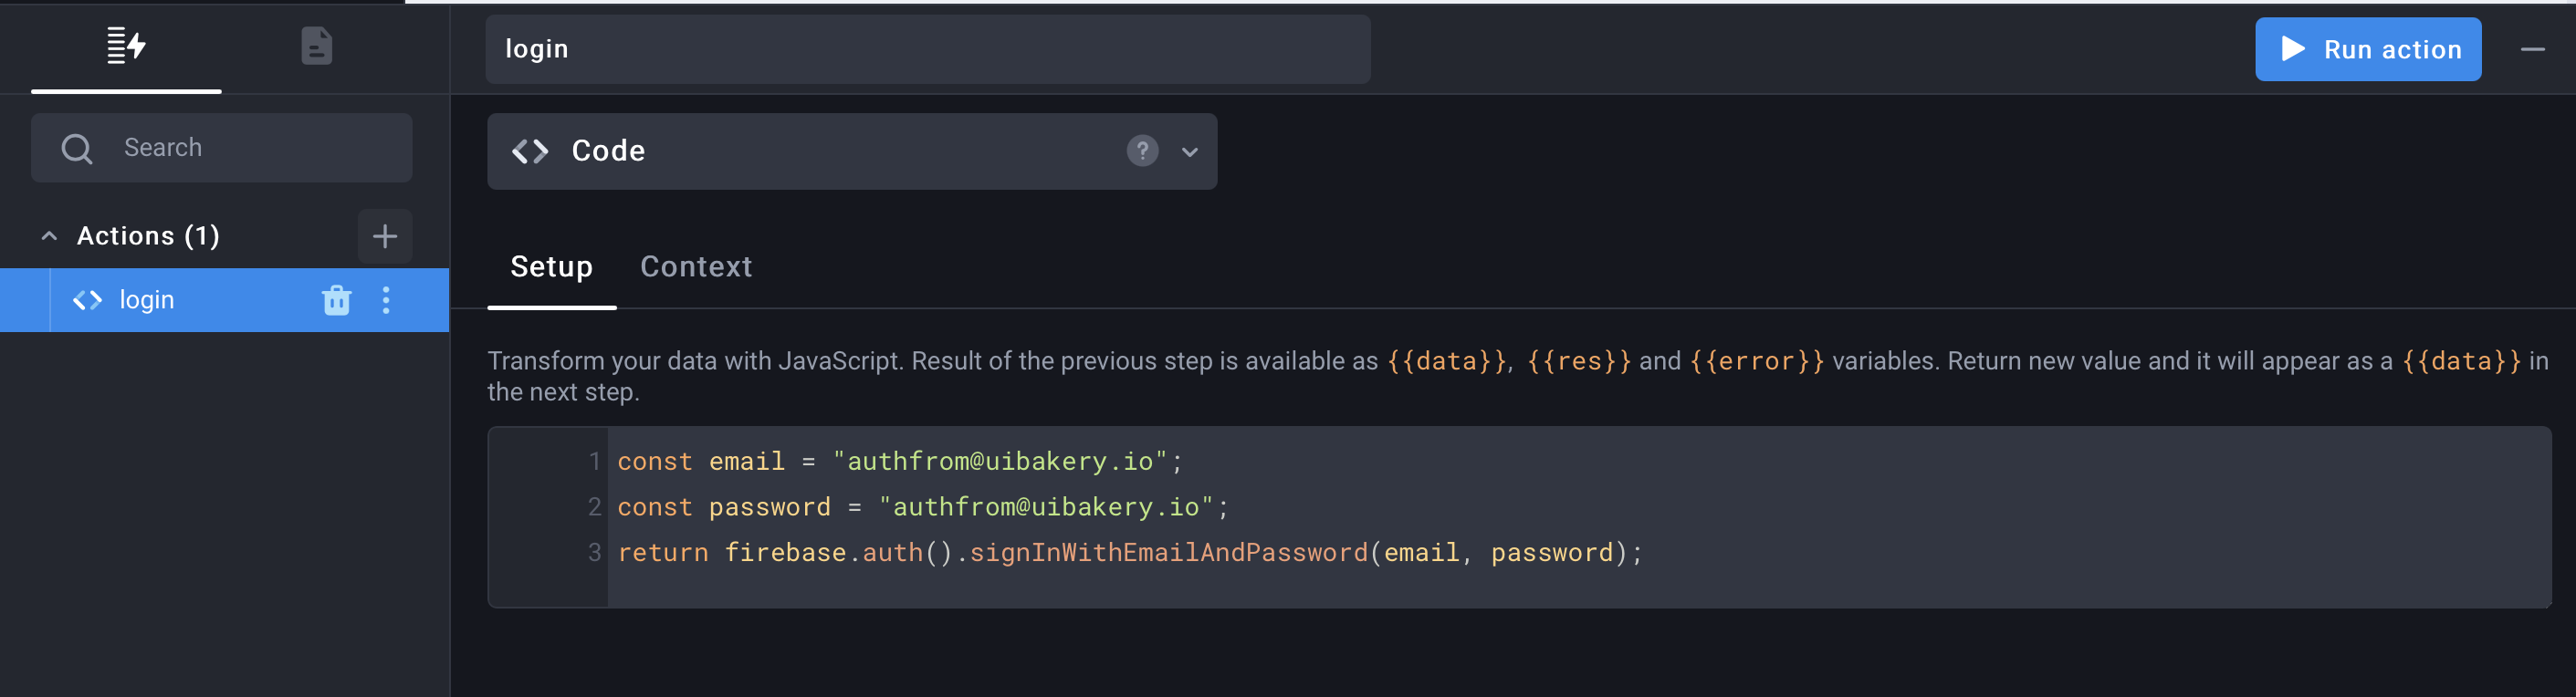 login
Run action
Search
Code
?
Actions (1)
login
Setup Context
Transform your data with JavaScript. Result of the previous step is available as {{data}}, {{res}} and {{error}} variables. Return new value and it will appear as a {{data}} in
the next step.
1 const email = "authfrom@uibakery.io";
2 const password = "authfrom@uibakery.io";
3 return firebase.auth().signInWithEmailAndPassword(email, password);